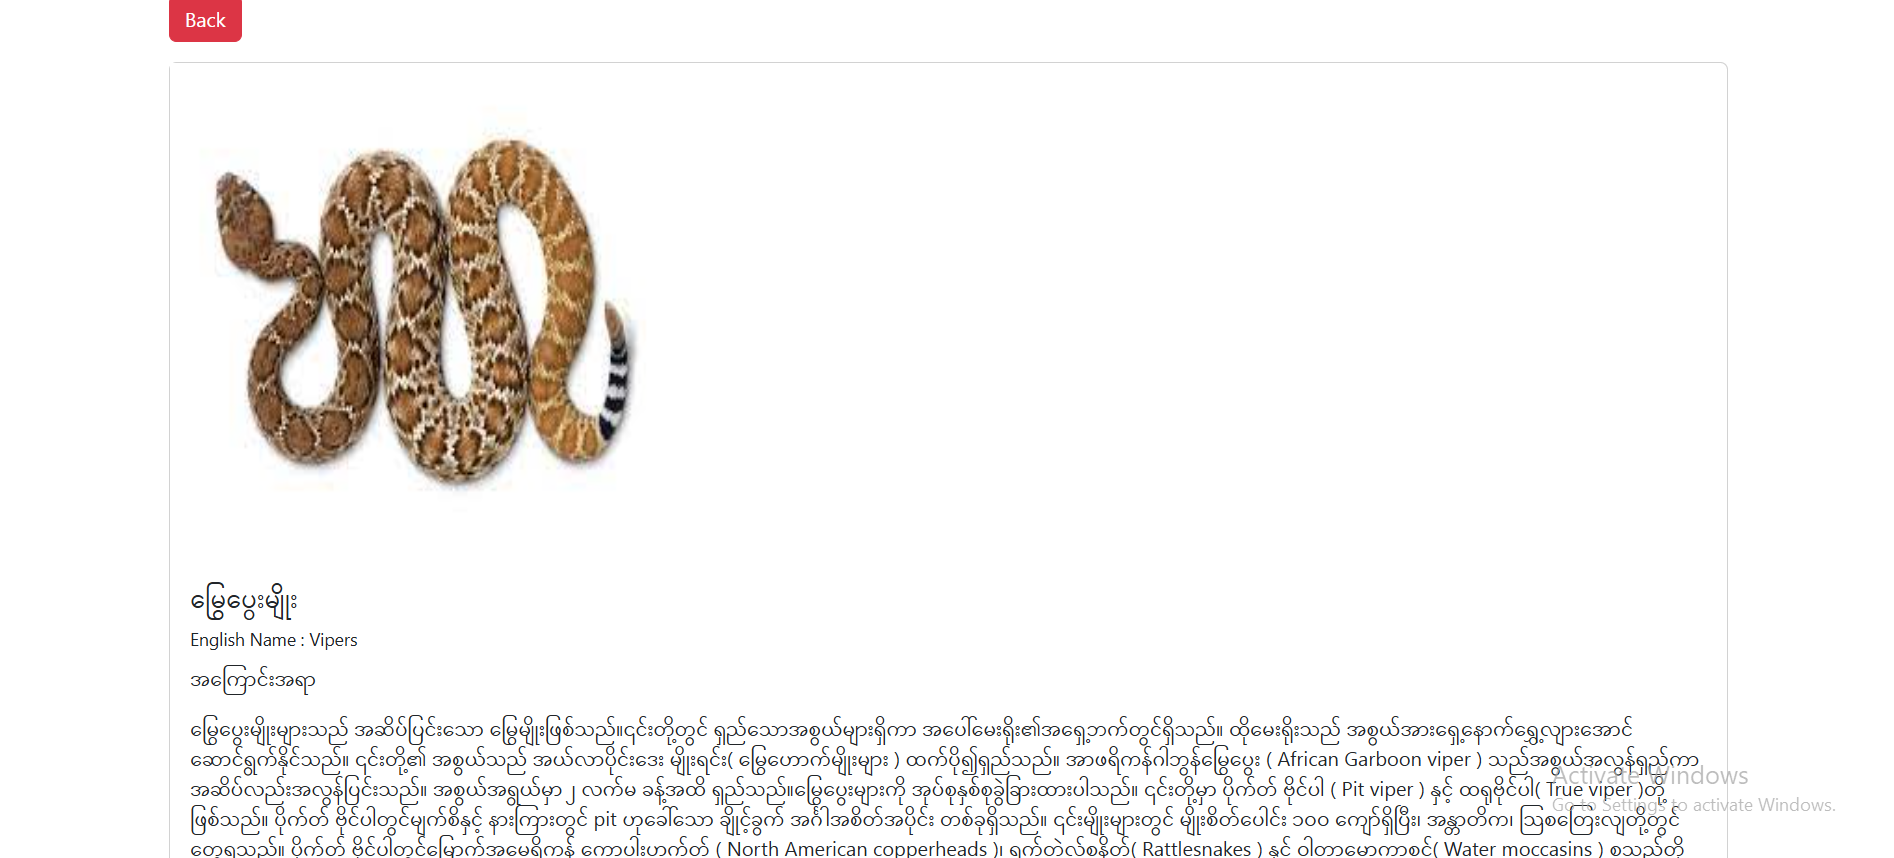 Back
မြွေပွေးမျိုး
English Name : Vipers
အကြောင်းအရာ
မြွေပွေးမျိုးများသည် အဆိပ်ပြင်းသော မြွေမျိုးဖြစ်သည်။၎င်းတို့တွင် ရှည်သောအစွယ်များရှိကာ အပေါ်မေးရိုး၏အရှေ့ဘက်တွင်ရှိသည်။ ထိုမေးရိုးသည် အစွယ်အားရှေ့နောက်ရွှေ့လျားအောင်
ဆောင်ရွက်နိုင်သည်။ ၎င်းတို့၏ အစွယ်သည် အယ်လာပိုင်းဒေး မျိုးရင်း( မြွေဟောက်မျိုးများ ) ထက်ပို၍ရှည်သည်။ အာဖရိကန်ဂါဘွန်မြွေပွေး ( African Garboon viper ) သည်အစွယ်အလွန်ရှည်ကာ
အဆိပ်လည်းအလွန်ပြင်းသည်။ အစွယ်အရွယ်မှာ ၂ လက်မ ခန့်အထိ ရှည်သည်။မြွေပွေးများကို အုပ်စုနှစ်စုခွဲခြားထားပါသည်။ ၎င်းတို့မှာ ပိုက်တ် ဗိုင်ပါ ( Pit viper ) နှင့် ထရူဗိုင်ပါ( True viper )တို့
ဖြစ်သည်။ ပိုက်တ် ဗိုင်ပါတွင်မျက်စိနှင့် နားကြားတွင် pit ဟုခေါ်သော ချိုင့်ခွက် အင်္ဂါအစိတ်အပိုင်း တစ်ခုရှိသည်။ ၎င်းမျိုးများတွင် မျိုးစိတ်ပေါင်း ၁၀၀ ကျော်ရှိပြီး၊ အန္တာတိက၊ ဩစတြေးလျတို့တွင်
တွေ့ရသည်။ ပိုက်တ် ဗိုင်ပါတွင်မြောက်အမေရိကန် ကောပါးဟက်တ် ( North American copperheads )၊ ရက်တဲလ်စနိတ်( Rattlesnakes ) နှင့် ဝါတာမောကာစင်( Water moccasins ) စသည်တို့
Activate Windows
Go to Settings to activate Windows.